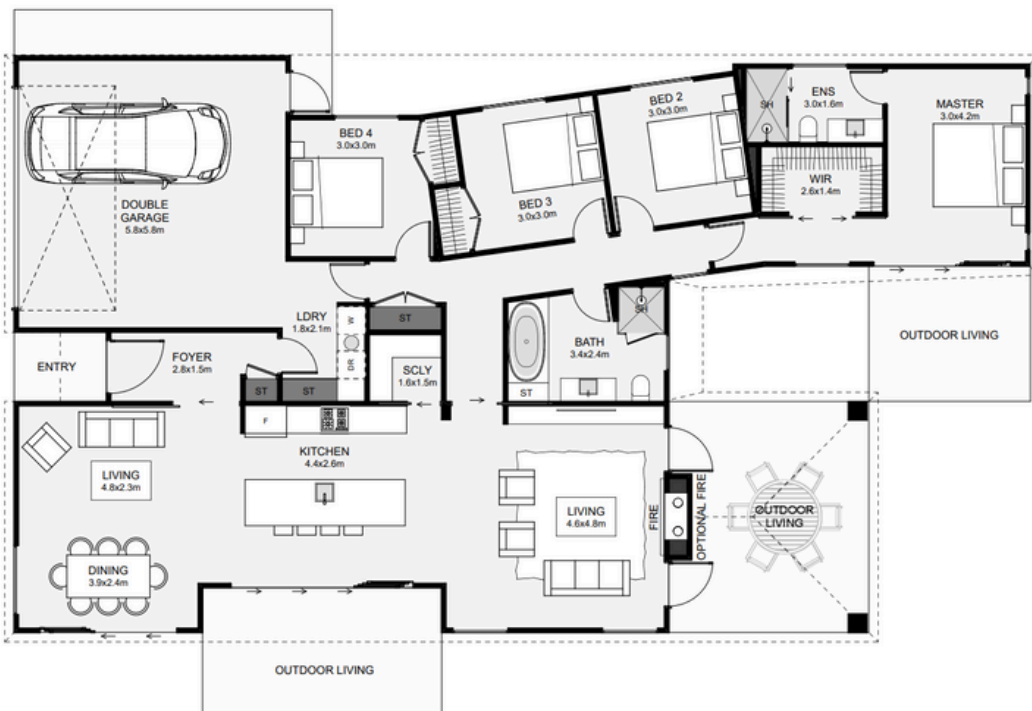 DOUBLE
GARAGE
5.8x5.8m
BED 4
3.0x3.0m
BED 3
3.0x3.0m
BED 2
3.0x3.0m
SH
ENS
3.0x1.6m
WIR
2.6x1.4m
MASTER
3.0x4.2m
ENTRY
FOYER
2.8x1.5m
LDRY
1.8x2.1m
W
DR
ST
ST
ST
SCLY
1.6x1.5m
BATH
3.4x2.4m
SH
ST
OUTDOOR LIVING
LIVING
4.8x2.3m
F
KITCHEN
4.4x2.6m
LIVING
4.6x4.8m
FIRE
OPTIONAL FIRE
OUTDOOR
LIVING
DINING
3.9x2.4m
OUTDOOR LIVING